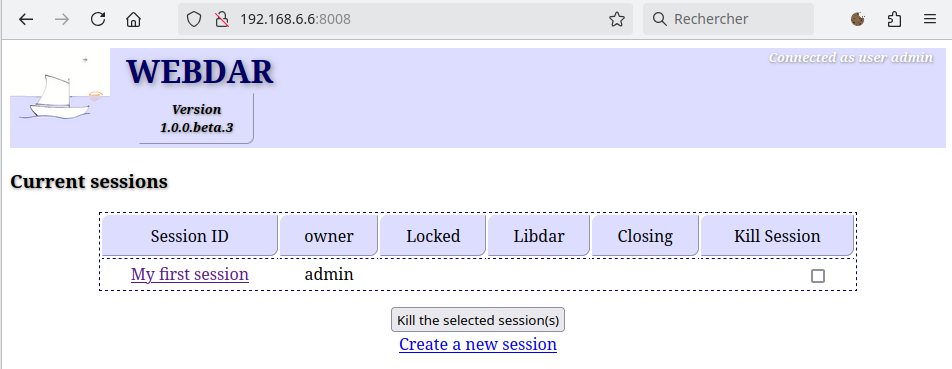 192.168.6.6:8008
Rechercher
Connected as user admin
WEBDAR
Version
1.0.0.beta.3
Current sessions
Session ID owner Locked Libdar Closing Kill Session
My first session admin
Kill the selected session(s)
Create a new session